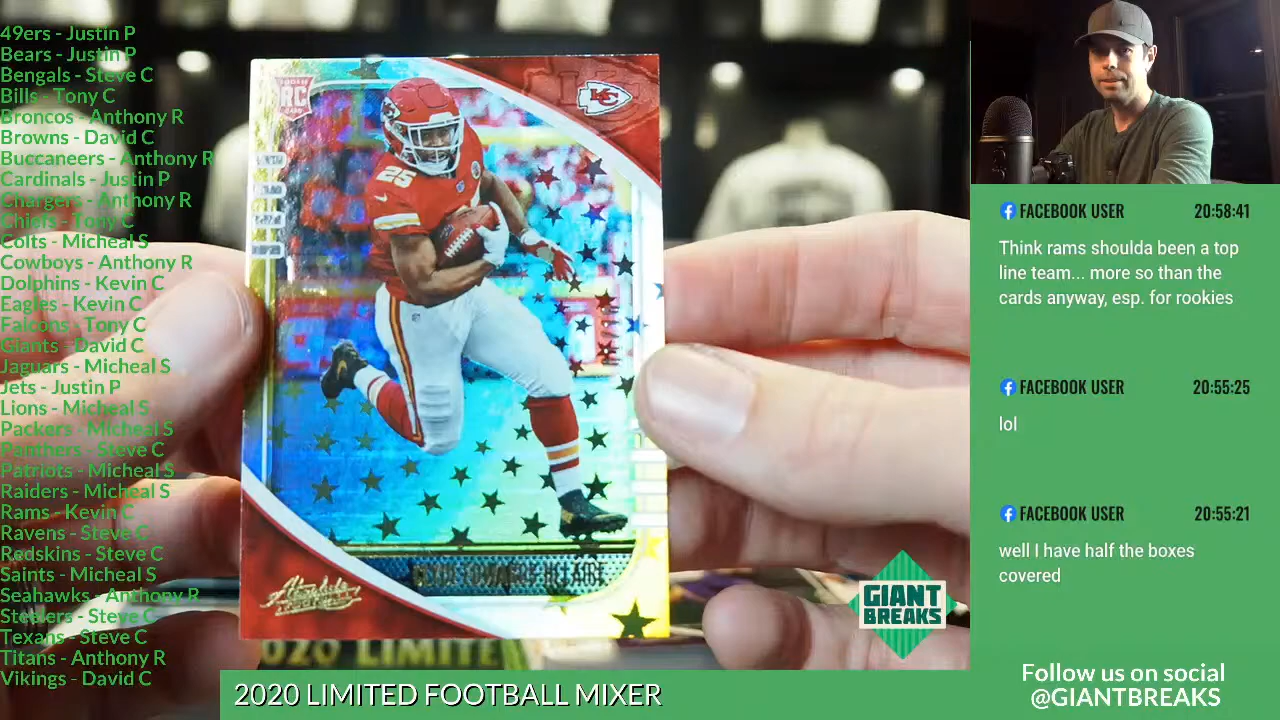 49ers - Justin P
Bears - Justin P
Bengals - Steve C
Bills - Tony C
Broncos - Anthony R
Browns - David C
Buccaneers - Anthony R
Cardinals - Justin P
Chargers - Anthony R
Chiefs - Tony C
Colts - Micheal S
Cowboys - Anthony R
Dolphins - Kevin C
Eagles - Kevin C
Falcons - Tony C
Giants - David C
Jaguars - Micheal S
Jets - Justin P
Lions - Micheal S
Packers - Micheal S
Panthers - Steve C
Patriots - Micheal S
Raiders - Micheal S
Rams - Kevin C
Ravens - Steve C
Redskins - Steve C
Saints - Micheal S
Seahawks - Anthony R
Steelers - Steve C
Texans - Steve C
Titans - Anthony R
Vikings - David C
RC
KC
25
Absolute
GIANT
BREAKS
2020 LIMITE
2020 LIMITED FOOTBALL MIXER
FACEBOOK USER 20:58:41
Think rams shoulda been a top
line team... more so than the
cards anyway, esp. for rookies
FACEBOOK USER 20:55:25
lol
FACEBOOK USER 20:55:21
well I have half the boxes
covered
Follow us on social
@GIANTBREAKS